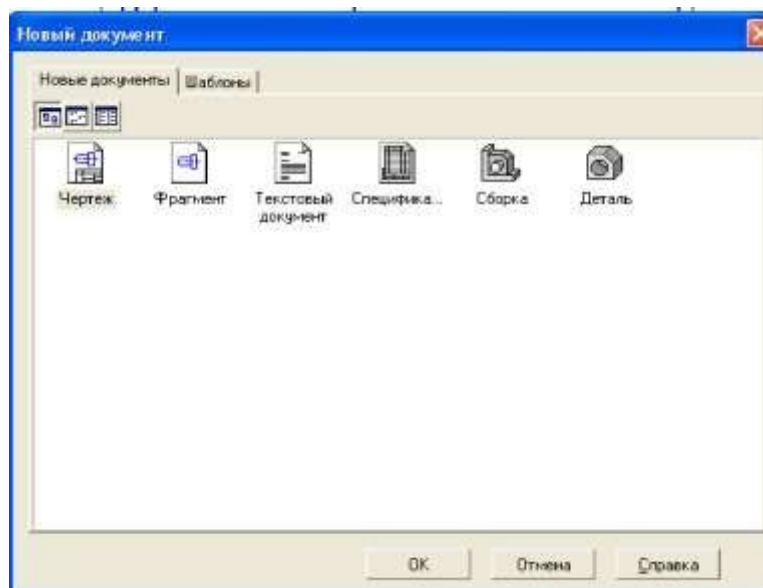 Новый документ
Новые документы Шаблоны
Чертеж Фрагмент Текстовый документ Специфика... Сборка Деталь
OK Отмена Справка